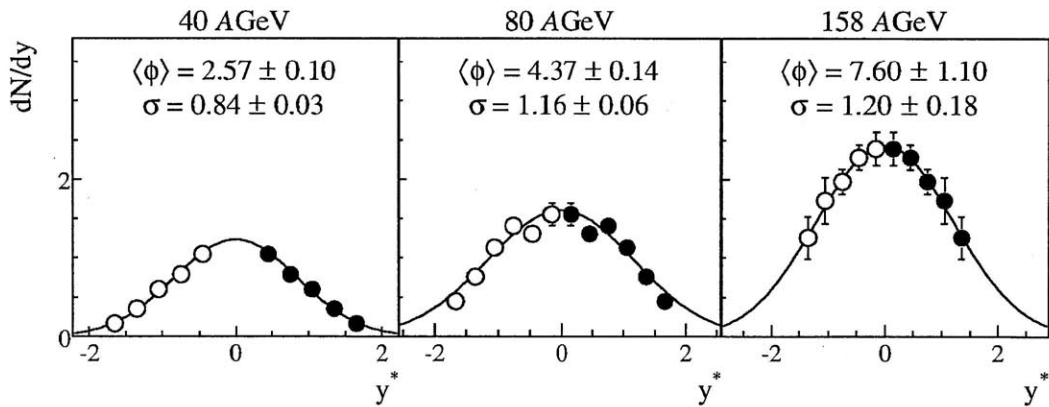 40 AGeV
80 AGeV
158 AGeV
dN/dy
⟨ϕ⟩ = 2.57 ± 0.10
σ = 0.84 ± 0.03
⟨ϕ⟩ = 4.37 ± 0.14
σ = 1.16 ± 0.06
⟨ϕ⟩ = 7.60 ± 1.10
σ = 1.20 ± 0.18
2
0
-2 0 2
-2 0 2
-2 0 2
y*
y*
y*